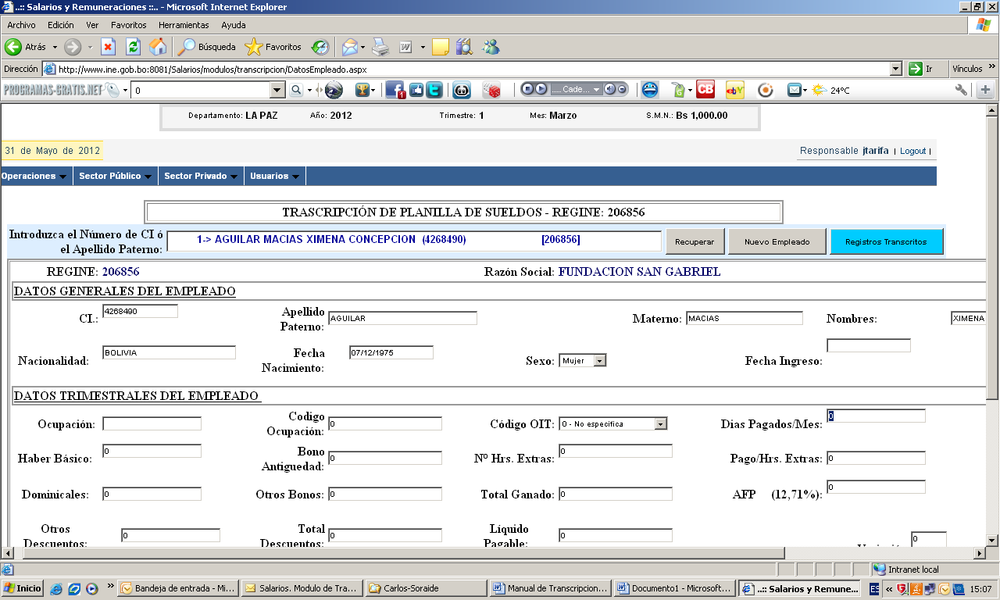 ..:: Salarios y Remuneraciones ::.. - Microsoft Internet Explorer
Archivo Edición Ver Favoritos Herramientas Ayuda
Atrás Búsqueda Favoritos
Dirección http://www.ine.gob.bo:8081/Salarios/modulos/transcripcion/DatosEmpleado.aspx Ir Vínculos »
PROGRAMAS-GRATIS.NET 0 1 ..... Cade... CB ebY 24°C
Departamento: LA PAZ Año: 2012 Trimestre: 1 Mes: Marzo S.M.N.: Bs 1,000.00
31 de Mayo de 2012 Responsable jtarifa | Logout |
Operaciones Sector Público Sector Privado Usuarios
TRASCRIPCIÓN DE PLANILLA DE SUELDOS - REGINE: 206856
Introduzca el Número de CI ó
el Apellido Paterno: 1-> AGUILAR MACIAS XIMENA CONCEPCION (4268490) [206856] Recuperar Nuevo Empleado Registros Transcritos
REGINE: 206856 Razón Social: FUNDACION SAN GABRIEL
DATOS GENERALES DEL EMPLEADO
CI.: 4268490 Apellido Paterno: AGUILAR Materno: MACIAS Nombres: XIMENA
Nacionalidad: BOLIVIA Fecha Nacimiento: 07/12/1975 Sexo: Mujer Fecha Ingreso:
DATOS TRIMESTRALES DEL EMPLEADO
Ocupación: Codigo Ocupación: 0 Código OIT: 0 - No especifica Dias Pagados/Mes: 0
Haber Básico: 0 Bono Antiguedad: 0 Nº Hrs. Extras: 0 Pago/Hrs. Extras: 0
Dominicales: 0 Otros Bonos: 0 Total Ganado: 0 AFP (12,71%): 0
Otros Descuentos: 0 Total Descuentos: 0 Líquido Pagable: 0 0
Intranet local
Inicio » Bandeja de entrada - Mi... Salarios. Modulo de Tra... Carlos-Soraide Manual de Transcripcion... Documento1 - Microsoft... ..:: Salarios y Remune... ES « 15:07